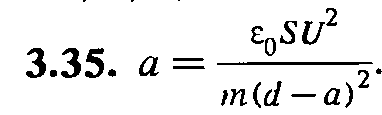 3.35. a = ε₀SU² / m(d – a)².